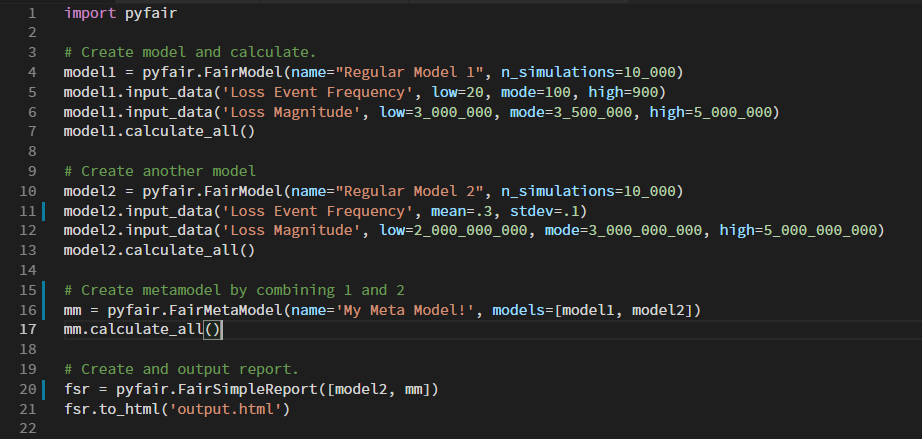 1 import pyfair
2
3 # Create model and calculate.
4 model1 = pyfair.FairModel(name="Regular Model 1", n_simulations=10_000)
5 model1.input_data('Loss Event Frequency', low=20, mode=100, high=900)
6 model1.input_data('Loss Magnitude', low=3_000_000, mode=3_500_000, high=5_000_000)
7 model1.calculate_all()
8
9 # Create another model
10 model2 = pyfair.FairModel(name="Regular Model 2", n_simulations=10_000)
11 model2.input_data('Loss Event Frequency', mean=.3, stdev=.1)
12 model2.input_data('Loss Magnitude', low=2_000_000_000, mode=3_000_000_000, high=5_000_000_000)
13 model2.calculate_all()
14
15 # Create metamodel by combining 1 and 2
16 mm = pyfair.FairMetaModel(name='My Meta Model!', models=[model1, model2])
17 mm.calculate_all()
18
19 # Create and output report.
20 fsr = pyfair.FairSimpleReport([model2, mm])
21 fsr.to_html('output.html')
22